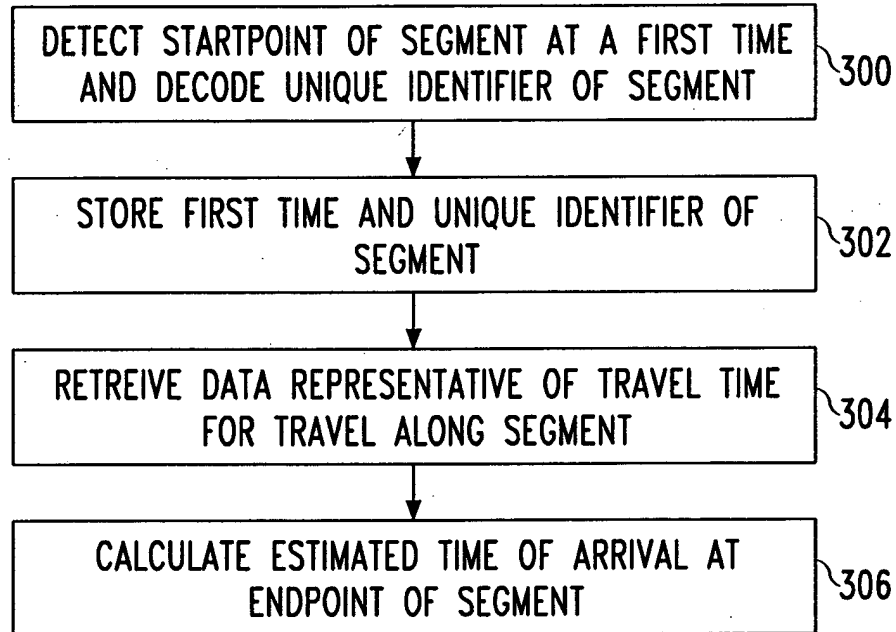 DETECT STARTPOINT OF SEGMENT AT A FIRST TIME
AND DECODE UNIQUE IDENTIFIER OF SEGMENT
300
STORE FIRST TIME AND UNIQUE IDENTIFIER OF
SEGMENT
302
RETREIVE DATA REPRESENTATIVE OF TRAVEL TIME
FOR TRAVEL ALONG SEGMENT
304
CALCULATE ESTIMATED TIME OF ARRIVAL AT
ENDPOINT OF SEGMENT
306